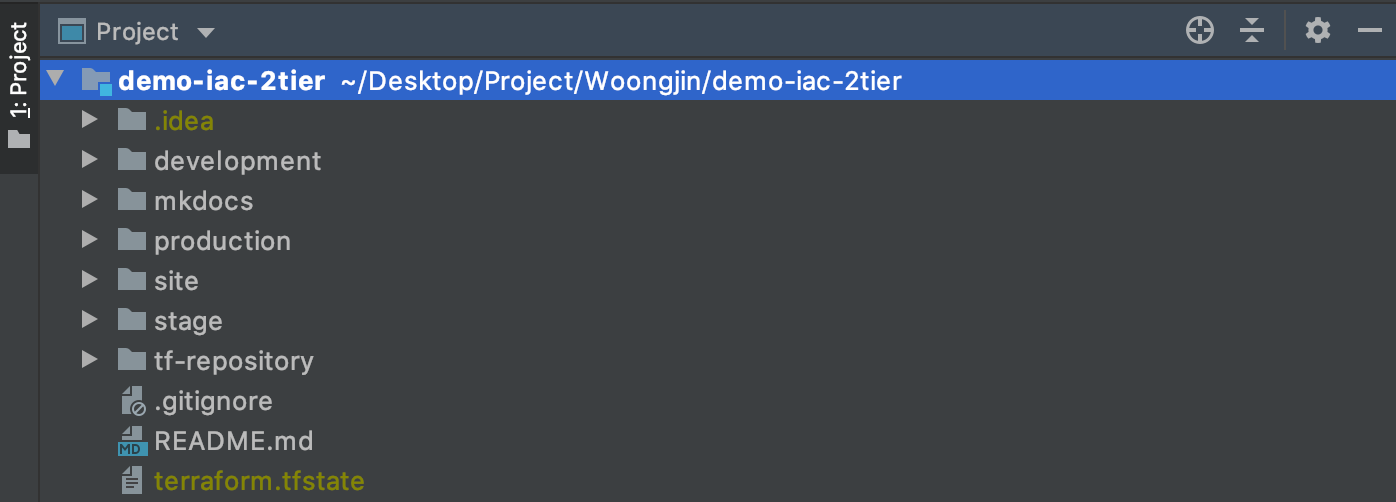 1: Project
Project
demo-iac-2tier ~/Desktop/Project/Woongjin/demo-iac-2tier
.idea
development
mkdocs
production
site
stage
tf-repository
.gitignore
MD README.md
terraform.tfstate